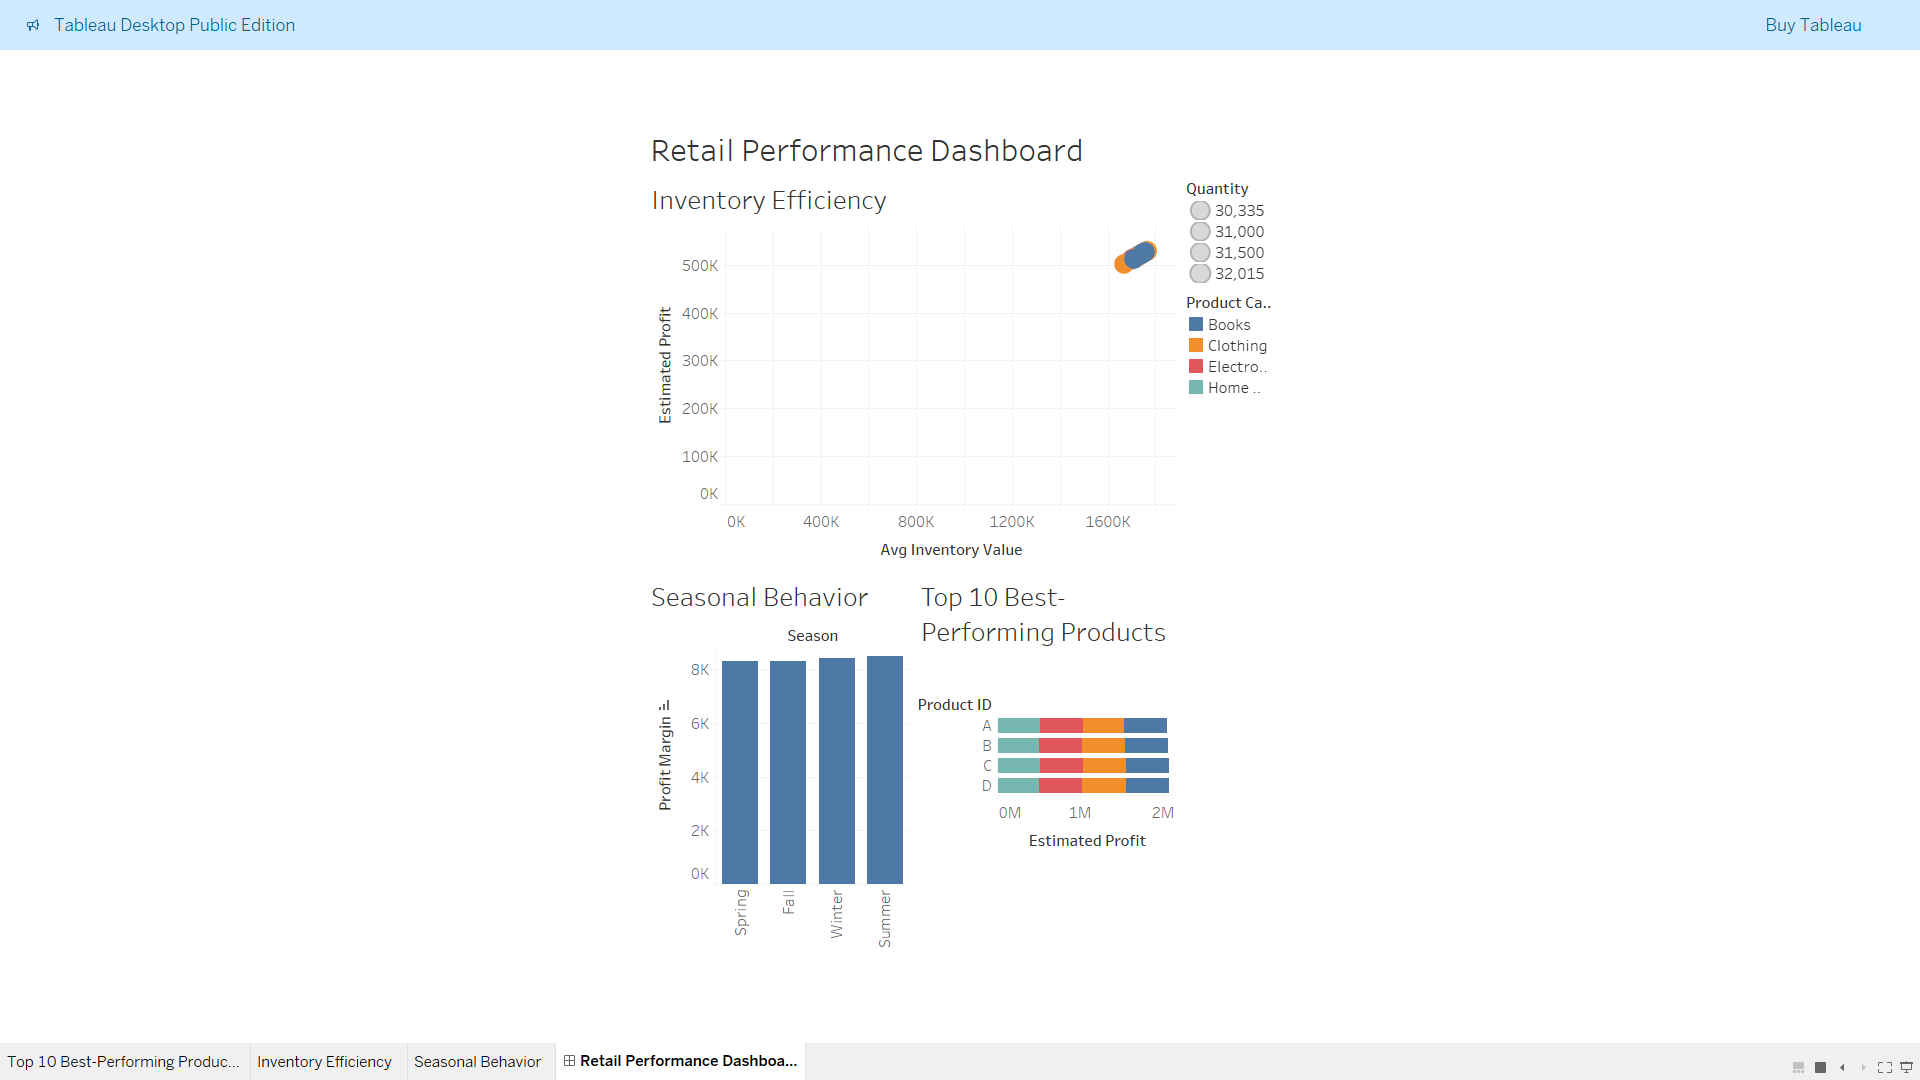 Tableau Desktop Public Edition
Buy Tableau
Retail Performance Dashboard
Inventory Efficiency
500K
400K
300K
200K
100K
0K
Estimated Profit
0K 400K 800K 1200K 1600K
Avg Inventory Value
Quantity
30,335
31,000
31,500
32,015
Product Ca..
Books
Clothing
Electro..
Home ..
Seasonal Behavior
Season
8K
6K
4K
2K
0K
Profit Margin
Spring
Fall
Winter
Summer
Top 10 Best-
Performing Products
Product ID
A
B
C
D
0M 1M 2M
Estimated Profit
Top 10 Best-Performing Produc...
Inventory Efficiency
Seasonal Behavior
Retail Performance Dashboa...